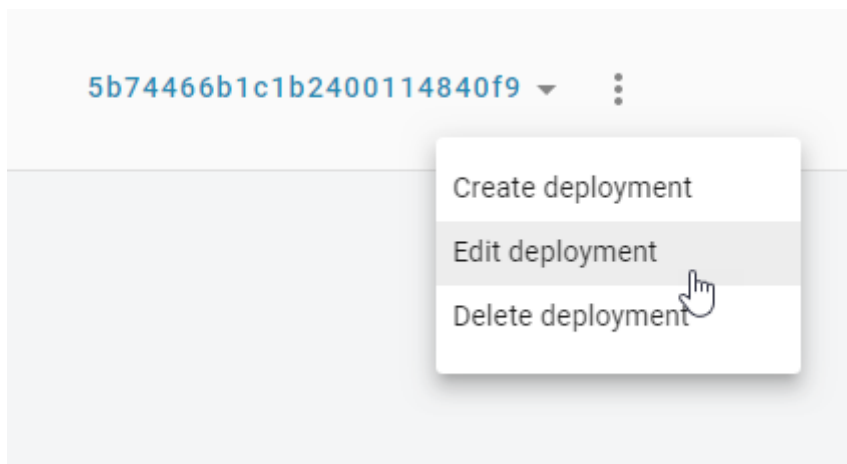 5b74466b1c1b2400114840f9
Create deployment
Edit deployment
Delete deployment